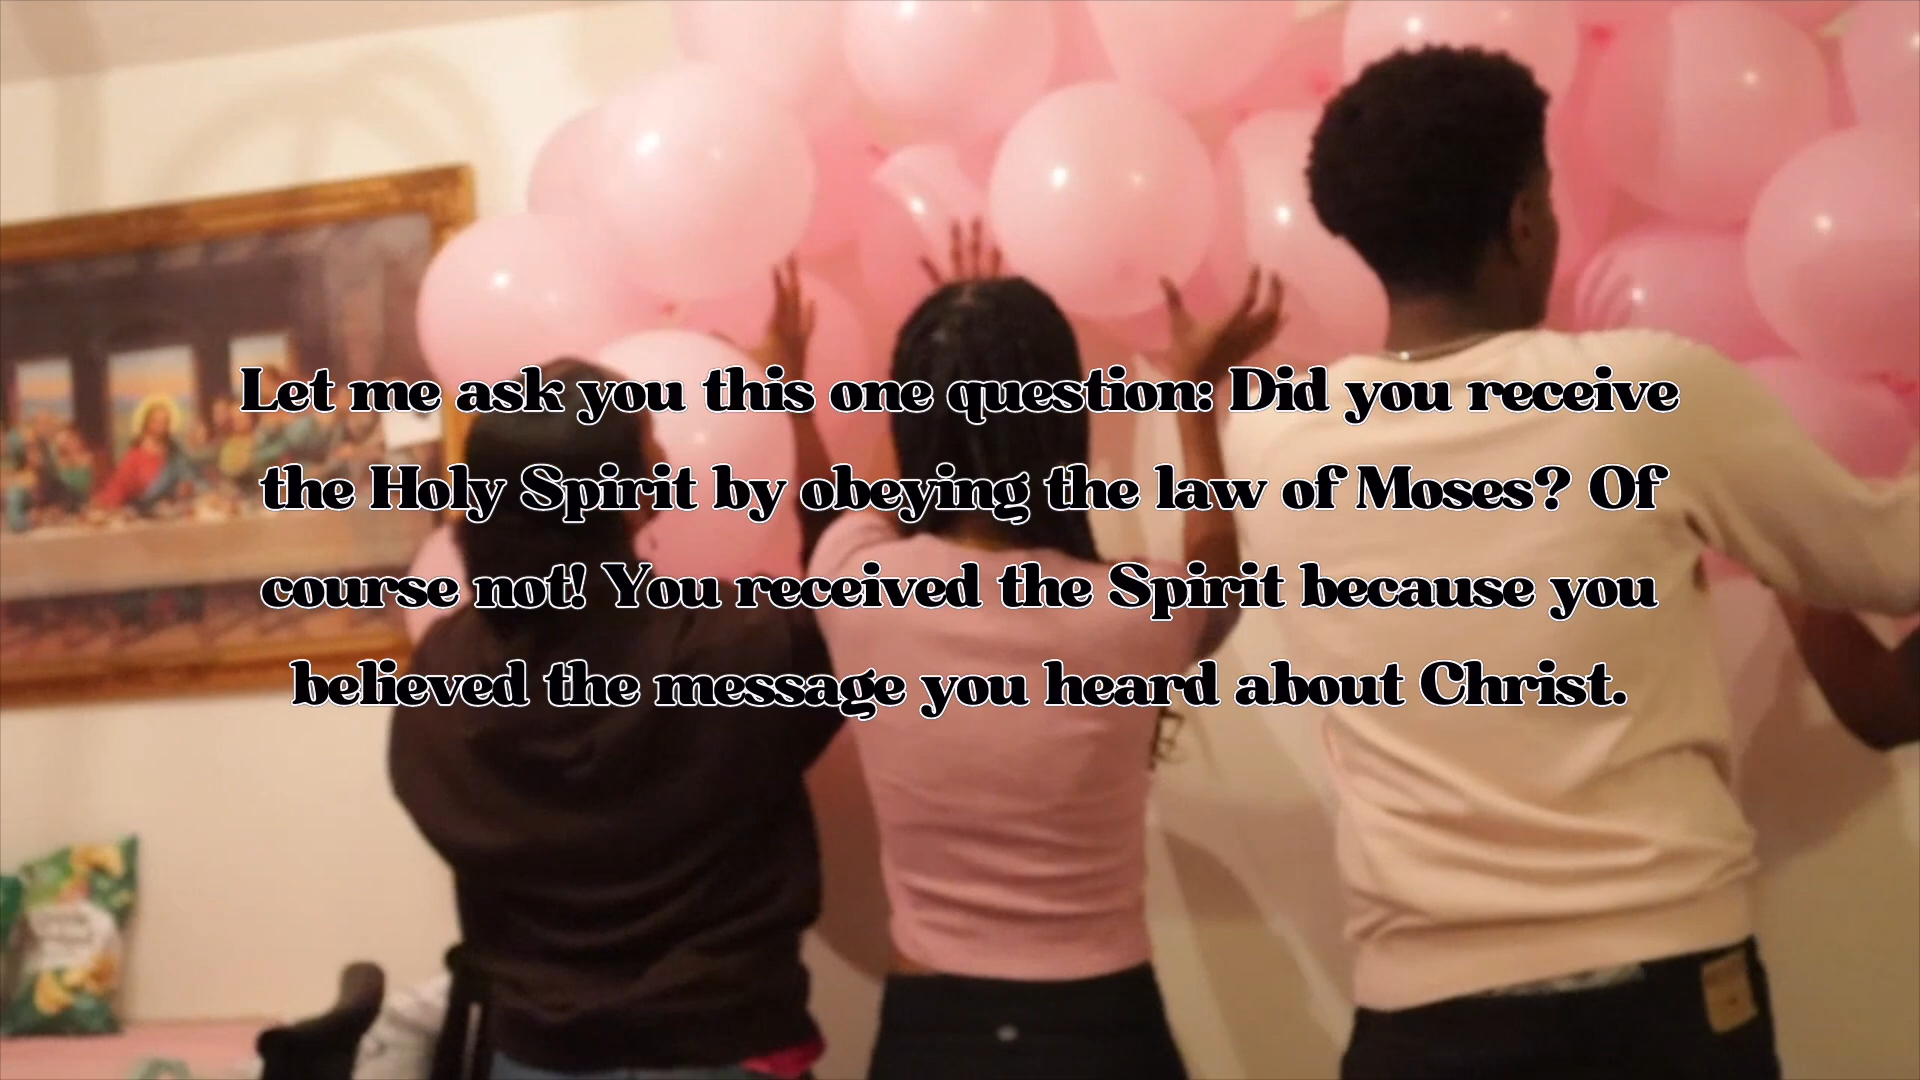 Let me ask you this one question: Did you receive
the Holy Spirit by obeying the law of Moses? Of
course not! You received the Spirit because you
believed the message you heard about Christ.